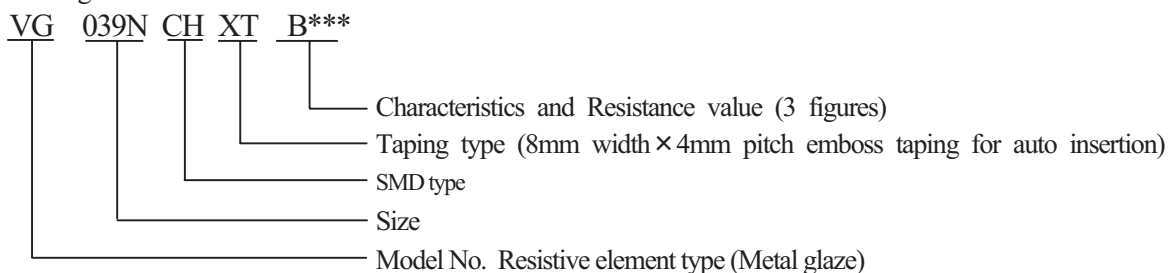 VG 039N CH XT B***
Characteristics and Resistance value (3 figures)
Taping type (8mm width×4mm pitch emboss taping for auto insertion)
SMD type
Size
Model No. Resistive element type (Metal glaze)